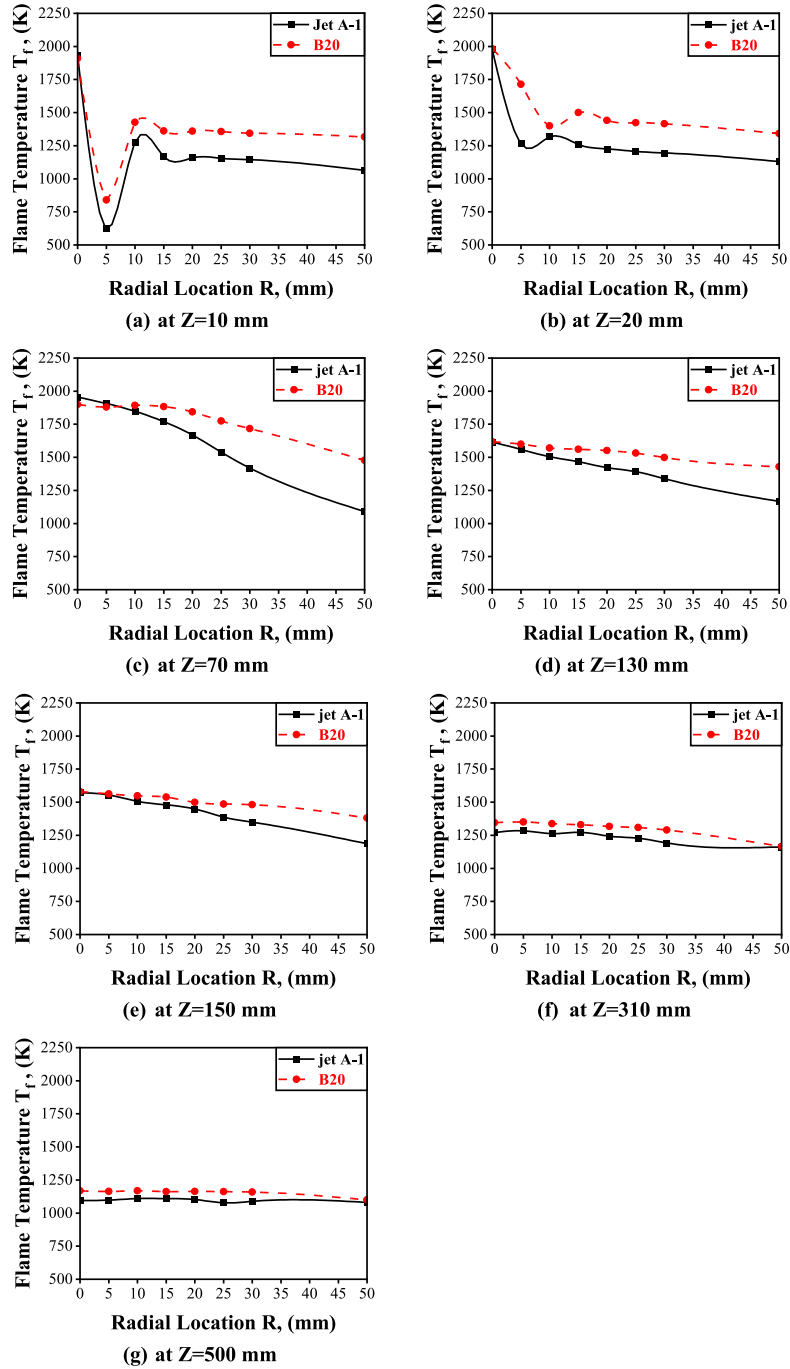 Flame Temperature T_f , (K)
2250
2000
1750
1500
1250
1000
750
500
Jet A-1
B20
0 5 10 15 20 25 30 35 40 45 50
Radial Location R, (mm)
(a) at Z=10 mm
Flame Temperature T_f , (K)
2250
2000
1750
1500
1250
1000
750
500
jet A-1
B20
0 5 10 15 20 25 30 35 40 45 50
Radial Location R, (mm)
(b) at Z=20 mm
Flame Temperature T_f , (K)
2250
2000
1750
1500
1250
1000
750
500
jet A-1
B20
0 5 10 15 20 25 30 35 40 45 50
Radial Location R, (mm)
(c) at Z=70 mm
Flame Temperature T_f , (K)
2250
2000
1750
1500
1250
1000
750
500
jet A-1
B20
0 5 10 15 20 25 30 35 40 45 50
Radial Location R, (mm)
(d) at Z=130 mm
Flame Temperature T_f , (K)
2250
2000
1750
1500
1250
1000
750
500
jet A-1
B20
0 5 10 15 20 25 30 35 40 45 50
Radial Location R, (mm)
(e) at Z=150 mm
Flame Temperature T_f , (K)
2250
2000
1750
1500
1250
1000
750
500
jet A-1
B20
0 5 10 15 20 25 30 35 40 45 50
Radial Location R, (mm)
(f) at Z=310 mm
Flame Temperature T_f , (K)
2250
2000
1750
1500
1250
1000
750
500
jet A-1
B20
0 5 10 15 20 25 30 35 40 45 50
Radial Location R, (mm)
(g) at Z=500 mm